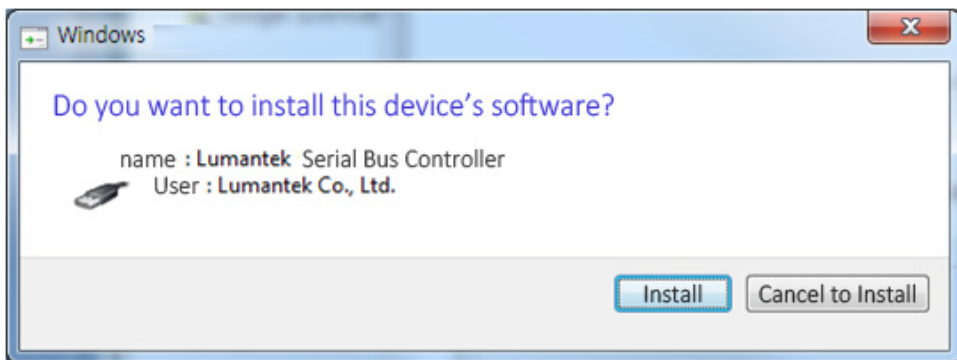 Windows
Do you want to install this device's software?
name : Lumantek Serial Bus Controller
User : Lumantek Co., Ltd.
Install
Cancel to Install